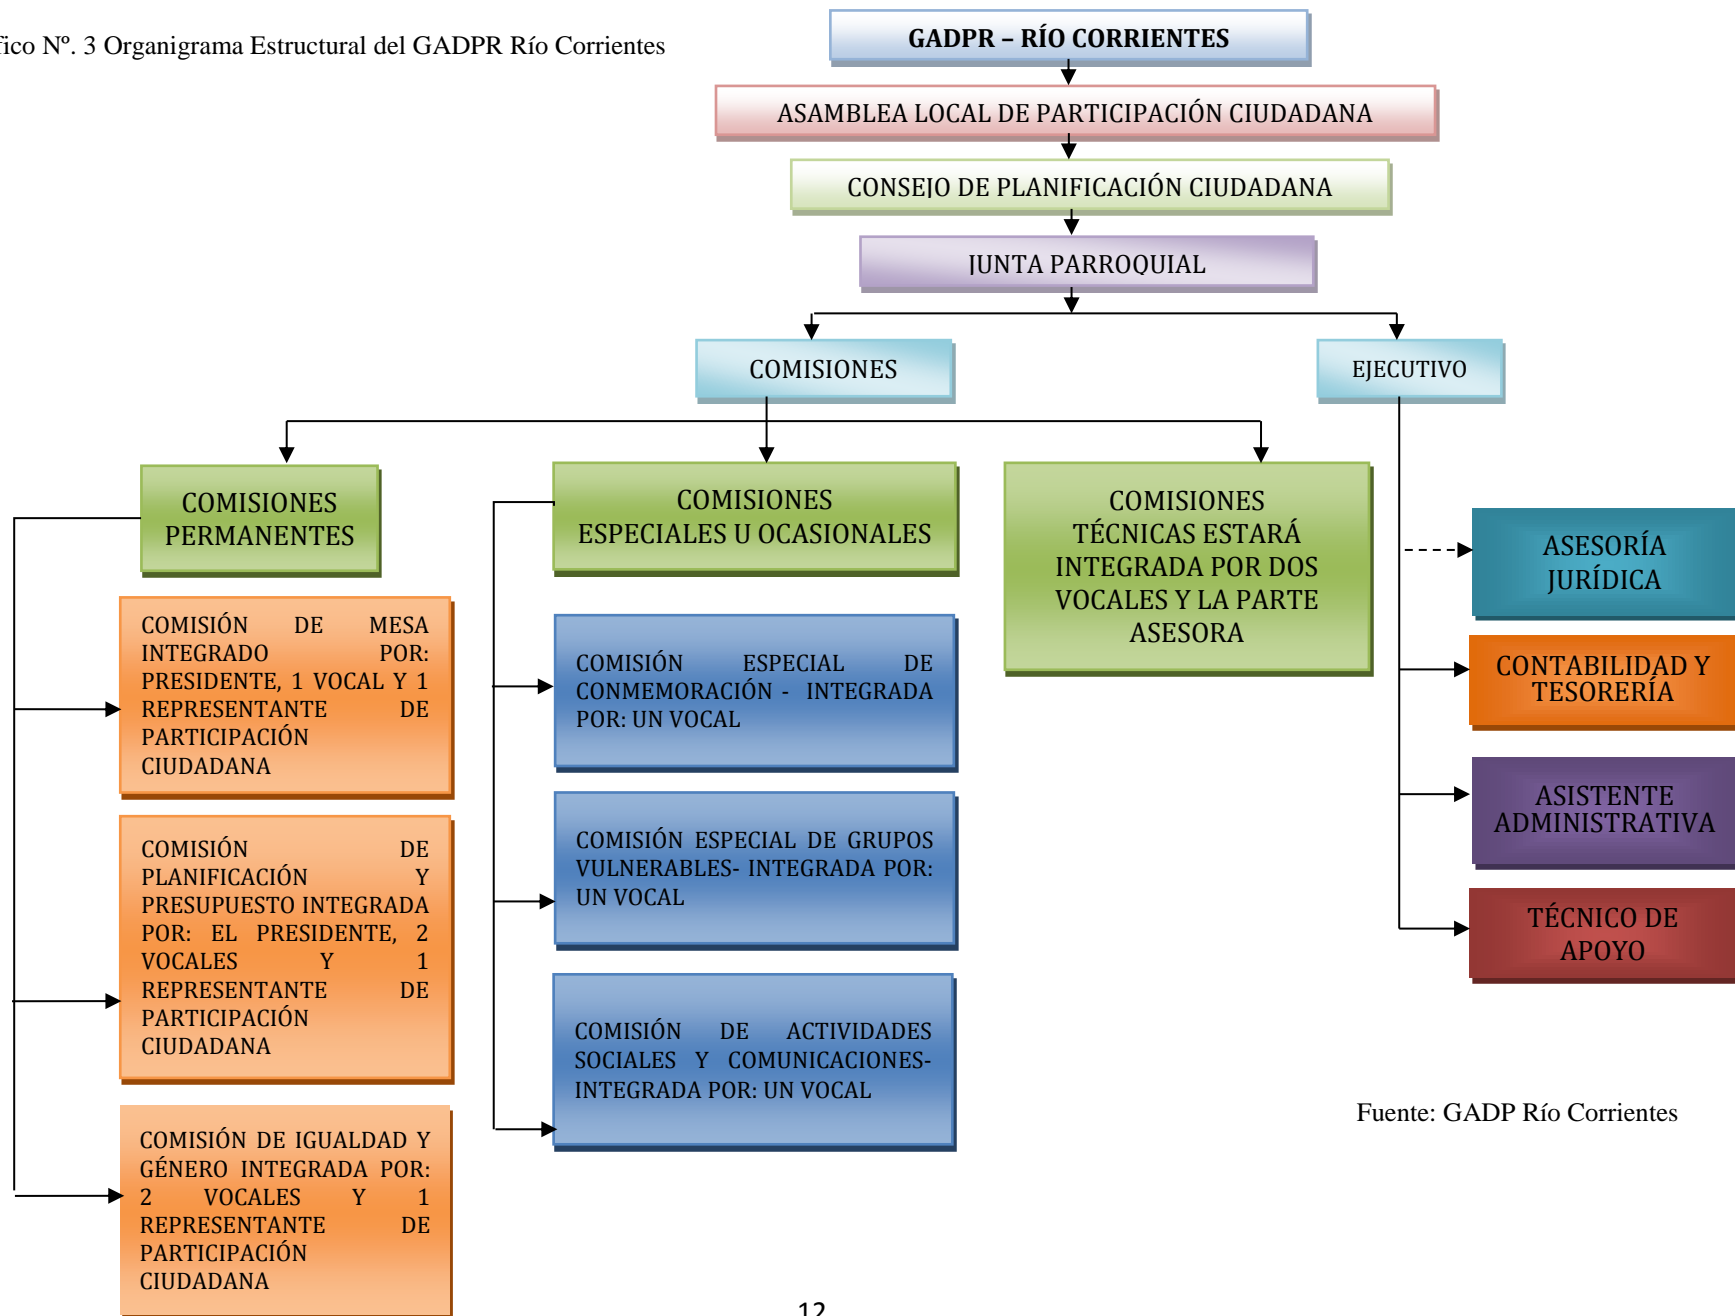 fico Nº. 3 Organigrama Estructural del GADPR Río Corrientes
GADPR – RÍO CORRIENTES
ASAMBLEA LOCAL DE PARTICIPACIÓN CIUDADANA
CONSEJO DE PLANIFICACIÓN CIUDADANA
JUNTA PARROQUIAL
COMISIONES
EJECUTIVO
COMISIONES
PERMANENTES
COMISIÓN DE MESA
INTEGRADO POR:
PRESIDENTE, 1 VOCAL Y 1
REPRESENTANTE DE
PARTICIPACIÓN
CIUDADANA
COMISIÓN DE
PLANIFICACIÓN Y
PRESUPUESTO INTEGRADA
POR: EL PRESIDENTE, 2
VOCALES Y 1
REPRESENTANTE DE
PARTICIPACIÓN
CIUDADANA
COMISIÓN DE IGUALDAD Y
GÉNERO INTEGRADA POR:
2 VOCALES Y 1
REPRESENTANTE DE
PARTICIPACIÓN
CIUDADANA
COMISIONES
ESPECIALES U OCASIONALES
COMISIÓN ESPECIAL DE
CONMEMORACIÓN - INTEGRADA
POR: UN VOCAL
COMISIÓN ESPECIAL DE GRUPOS
VULNERABLES- INTEGRADA POR:
UN VOCAL
COMISIÓN DE ACTIVIDADES
SOCIALES Y COMUNICACIONES-
INTEGRADA POR: UN VOCAL
COMISIONES
TÉCNICAS ESTARÁ
INTEGRADA POR DOS
VOCALES Y LA PARTE
ASESORA
ASESORÍA
JURÍDICA
CONTABILIDAD Y
TESORERÍA
ASISTENTE
ADMINISTRATIVA
TÉCNICO DE
APOYO
Fuente: GADP Río Corrientes
12